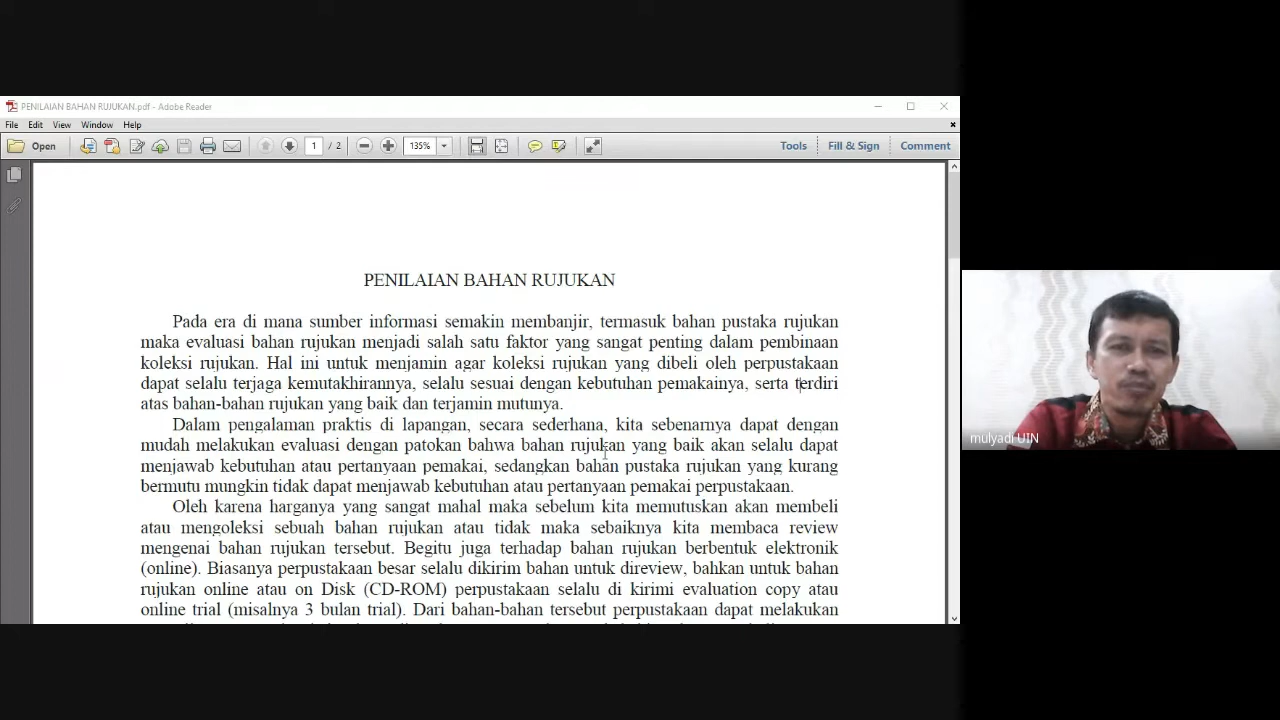 PENILAIAN BAHAN RUJUKAN.pdf - Adobe Reader
File Edit View Window Help
Open 1 / 2 135% Tools Fill & Sign Comment
PENILAIAN BAHAN RUJUKAN
Pada era di mana sumber informasi semakin membanjir, termasuk bahan pustaka rujukan
maka evaluasi bahan rujukan menjadi salah satu faktor yang sangat penting dalam pembinaan
koleksi rujukan. Hal ini untuk menjamin agar koleksi rujukan yang dibeli oleh perpustakaan
dapat selalu terjaga kemutakhirannya, selalu sesuai dengan kebutuhan pemakainya, serta terdiri
atas bahan-bahan rujukan yang baik dan terjamin mutunya.
Dalam pengalaman praktis di lapangan, secara sederhana, kita sebenarnya dapat dengan
mudah melakukan evaluasi dengan patokan bahwa bahan rujukan yang baik akan selalu dapat
menjawab kebutuhan atau pertanyaan pemakai, sedangkan bahan pustaka rujukan yang kurang
bermutu mungkin tidak dapat menjawab kebutuhan atau pertanyaan pemakai perpustakaan.
Oleh karena harganya yang sangat mahal maka sebelum kita memutuskan akan membeli
atau mengoleksi sebuah bahan rujukan atau tidak maka sebaiknya kita membaca review
mengenai bahan rujukan tersebut. Begitu juga terhadap bahan rujukan berbentuk elektronik
(online). Biasanya perpustakaan besar selalu dikirim bahan untuk direview, bahkan untuk bahan
rujukan online atau on Disk (CD-ROM) perpustakaan selalu di kirimi evaluation copy atau
online trial (misalnya 3 bulan trial). Dari bahan-bahan tersebut perpustakaan dapat melakukan
mulyadi UIN